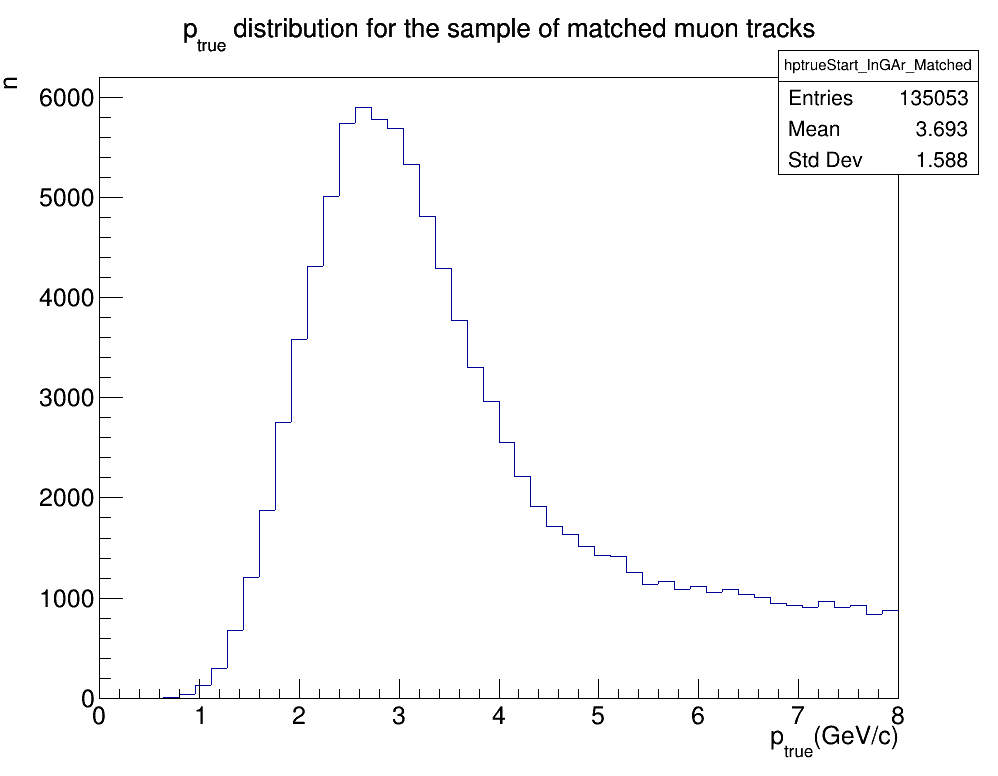 p_true distribution for the sample of matched muon tracks
hptrueStart_InGAr_Matched
Entries 135053
Mean 3.693
Std Dev 1.588
n
6000
5000
4000
3000
2000
1000
0
0 1 2 3 4 5 6 7 8
p_true(GeV/c)